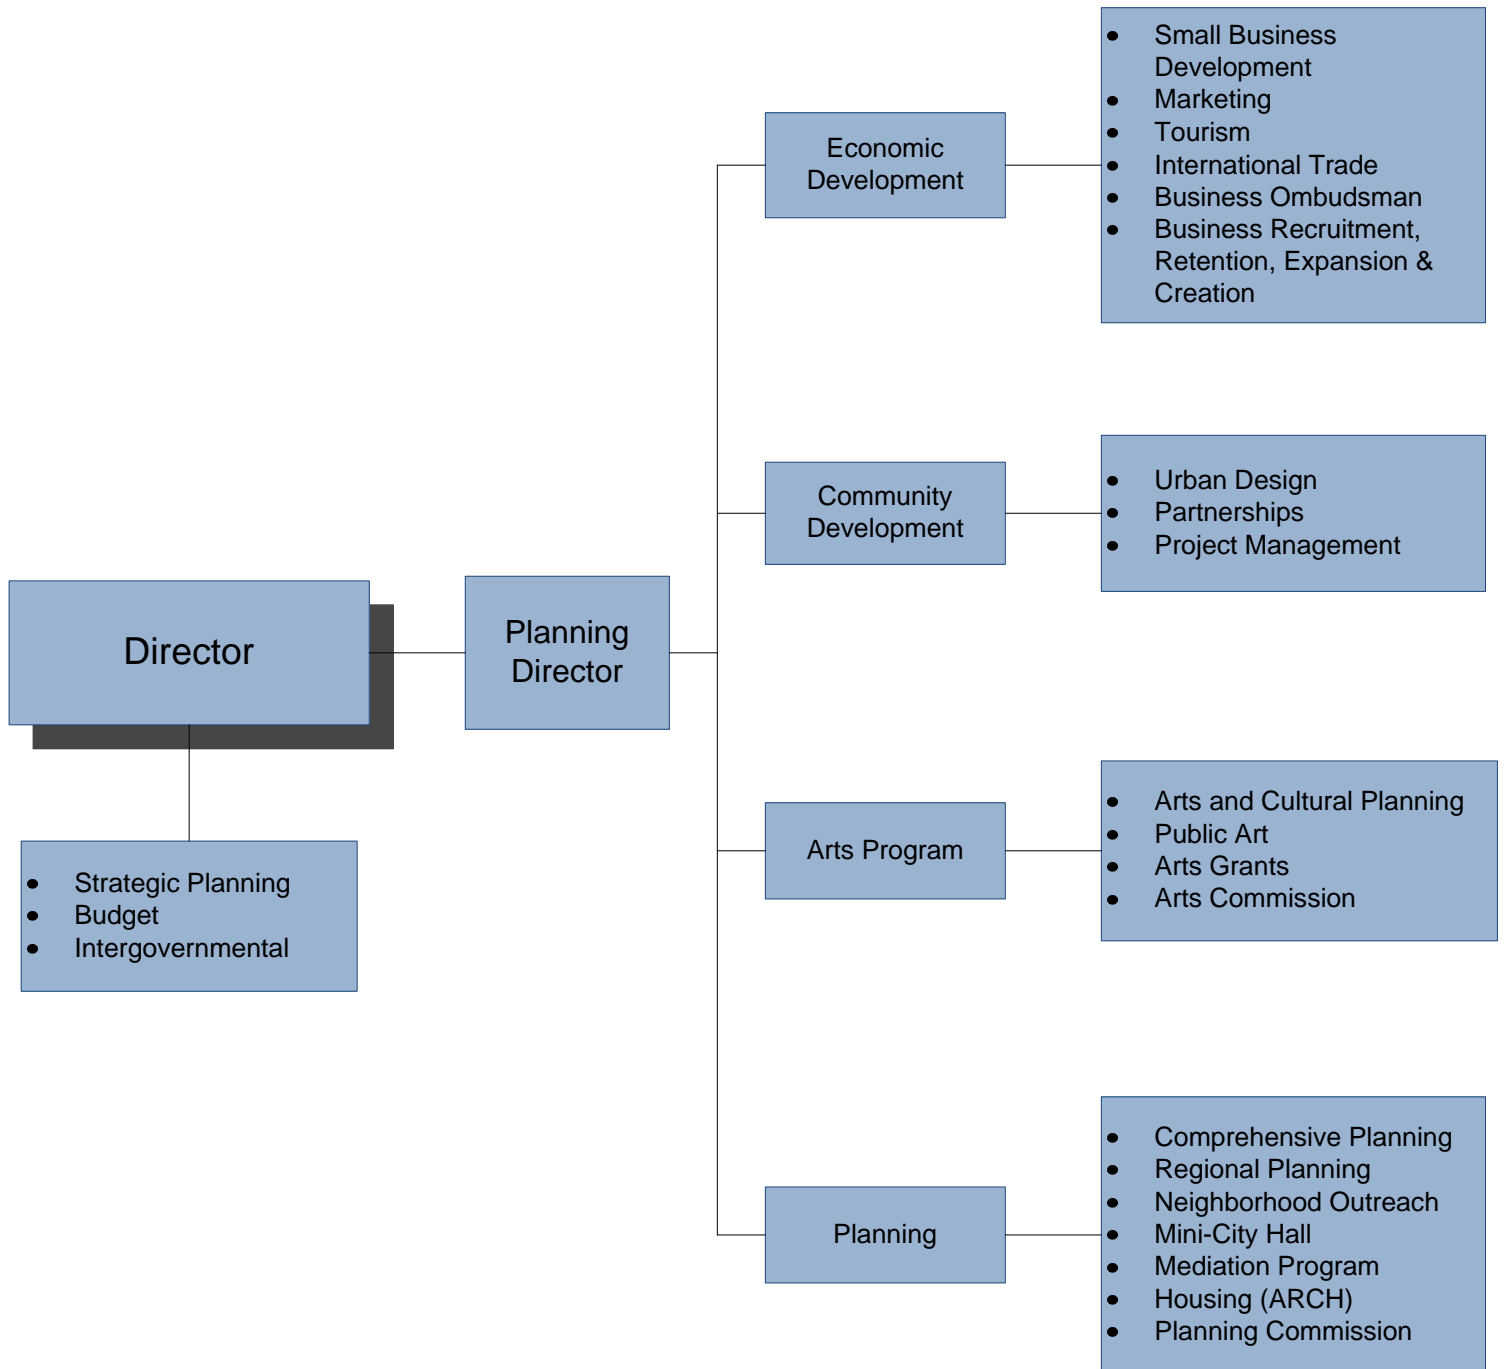 Director
• Strategic Planning
• Budget
• Intergovernmental
Planning
Director
Economic
Development
• Small Business
Development
• Marketing
• Tourism
• International Trade
• Business Ombudsman
• Business Recruitment,
Retention, Expansion &
Creation
Community
Development
• Urban Design
• Partnerships
• Project Management
Arts Program
• Arts and Cultural Planning
• Public Art
• Arts Grants
• Arts Commission
Planning
• Comprehensive Planning
• Regional Planning
• Neighborhood Outreach
• Mini-City Hall
• Mediation Program
• Housing (ARCH)
• Planning Commission